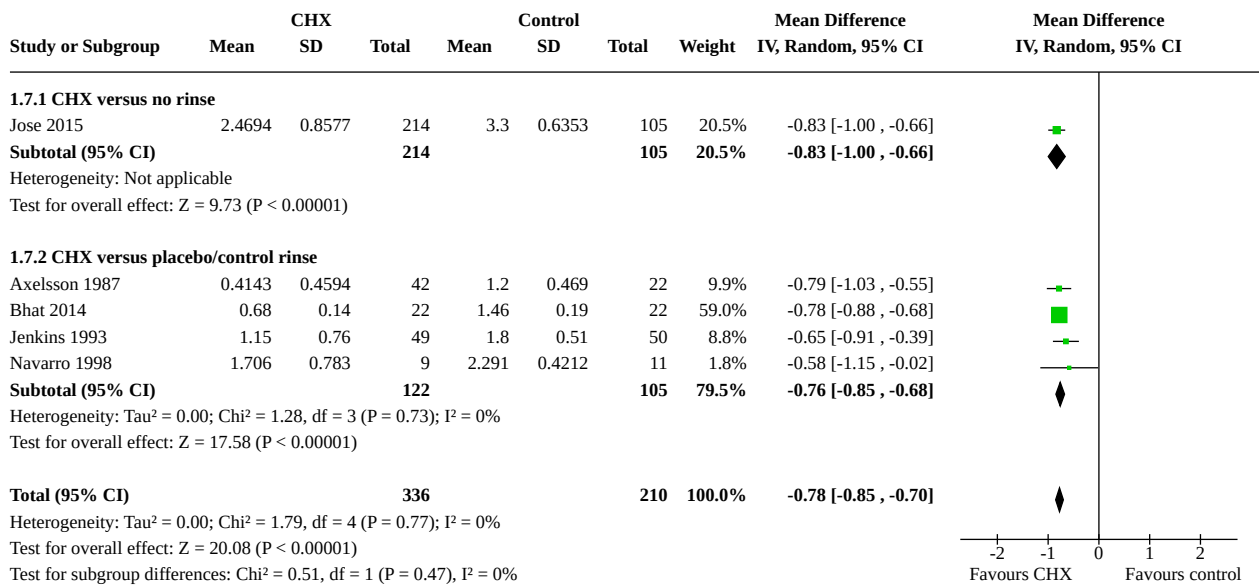 CHX Control Mean Difference Mean Difference
Study or Subgroup Mean SD Total Mean SD Total Weight IV, Random, 95% CI IV, Random, 95% CI
1.7.1 CHX versus no rinse
Jose 2015 2.4694 0.8577 214 3.3 0.6353 105 20.5% -0.83 [-1.00 , -0.66]
Subtotal (95% CI) 214 105 20.5% -0.83 [-1.00 , -0.66]
Heterogeneity: Not applicable
Test for overall effect: Z = 9.73 (P < 0.00001)
1.7.2 CHX versus placebo/control rinse
Axelsson 1987 0.4143 0.4594 42 1.2 0.469 22 9.9% -0.79 [-1.03 , -0.55]
Bhat 2014 0.68 0.14 22 1.46 0.19 22 59.0% -0.78 [-0.88 , -0.68]
Jenkins 1993 1.15 0.76 49 1.8 0.51 50 8.8% -0.65 [-0.91 , -0.39]
Navarro 1998 1.706 0.783 9 2.291 0.4212 11 1.8% -0.58 [-1.15 , -0.02]
Subtotal (95% CI) 122 105 79.5% -0.76 [-0.85 , -0.68]
Heterogeneity: Tau² = 0.00; Chi² = 1.28, df = 3 (P = 0.73); I² = 0%
Test for overall effect: Z = 17.58 (P < 0.00001)
Total (95% CI) 336 210 100.0% -0.78 [-0.85 , -0.70]
Heterogeneity: Tau² = 0.00; Chi² = 1.79, df = 4 (P = 0.77); I² = 0%
Test for overall effect: Z = 20.08 (P < 0.00001)
-2 -1 0 1 2
Test for subgroup differences: Chi² = 0.51, df = 1 (P = 0.47), I² = 0% Favours CHX Favours control